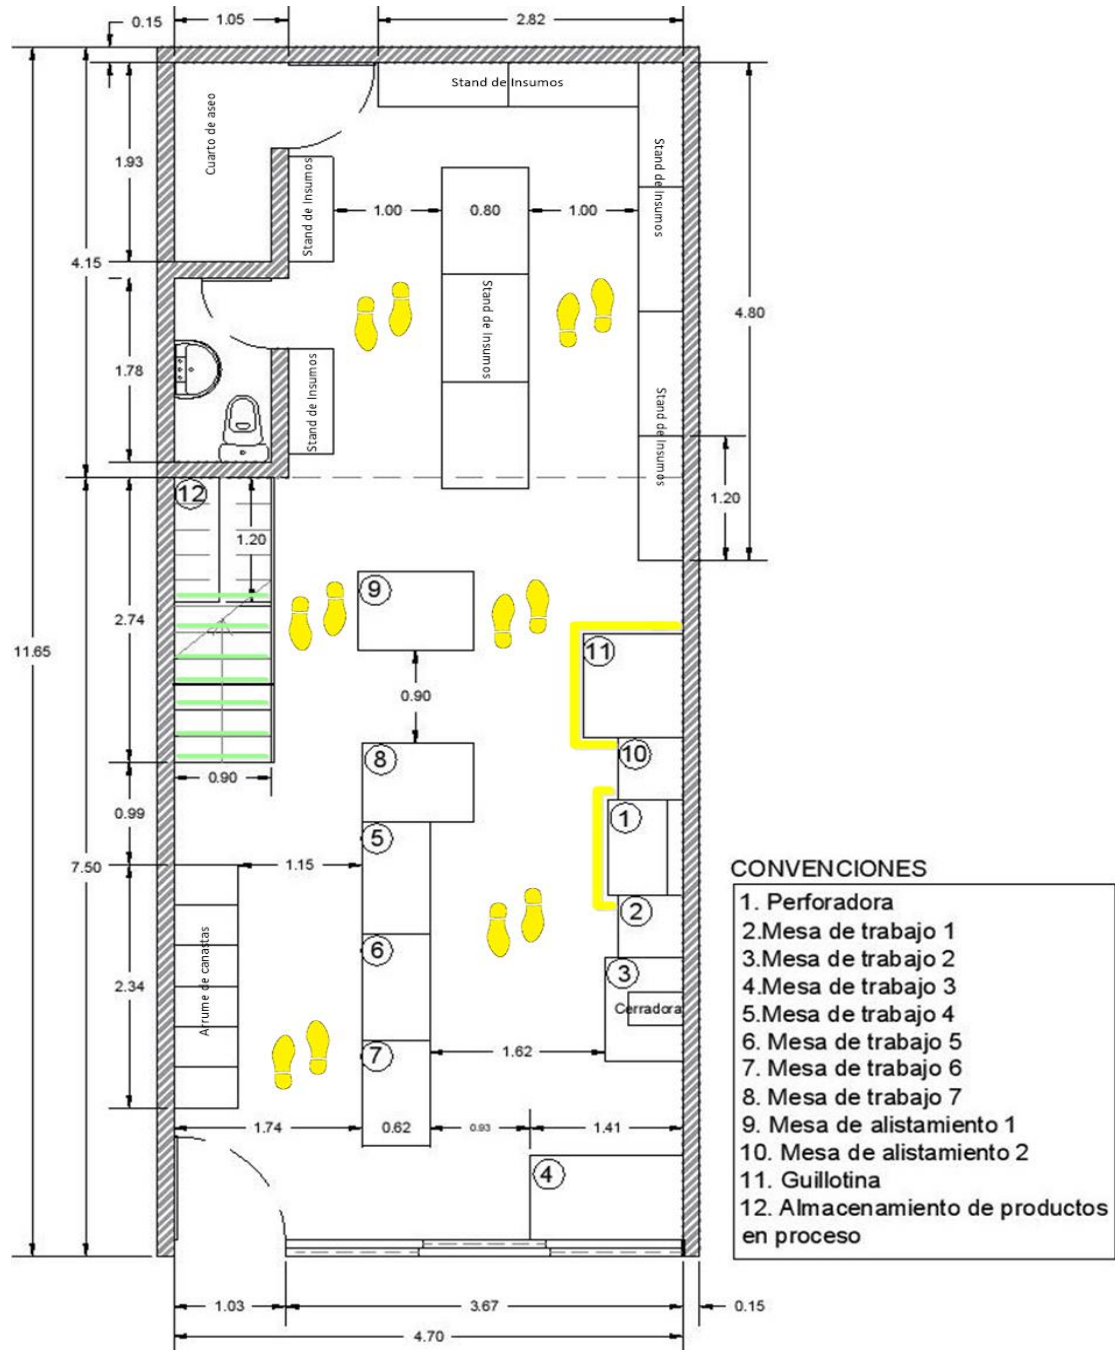 0.15
1.05
2.82
Stand de Insumos
Cuarto de aseo
Stand de Insumos
1.93
Stand de Insumos
1.00
0.80
1.00
4.15
Stand de Insumos
4.80
1.78
Stand de Insumos
Stand de Insumos
12
1.20
1.20
9
2.74
11.65
11
0.90
10
8
0.90
0.99
1
5
7.50
1.15
CONVENCIONES
1. Perforadora
2.Mesa de trabajo 1
3.Mesa de trabajo 2
4.Mesa de trabajo 3
5.Mesa de trabajo 4
6. Mesa de trabajo 5
7. Mesa de trabajo 6
8. Mesa de trabajo 7
9. Mesa de alistamiento 1
10. Mesa de alistamiento 2
11. Guillotina
12. Almacenamiento de productos
en proceso
2
6
3
Arrume de canastas
2.34
Cerradora
7
1.62
1.74
0.62
0.93
1.41
4
1.03
3.67
0.15
4.70